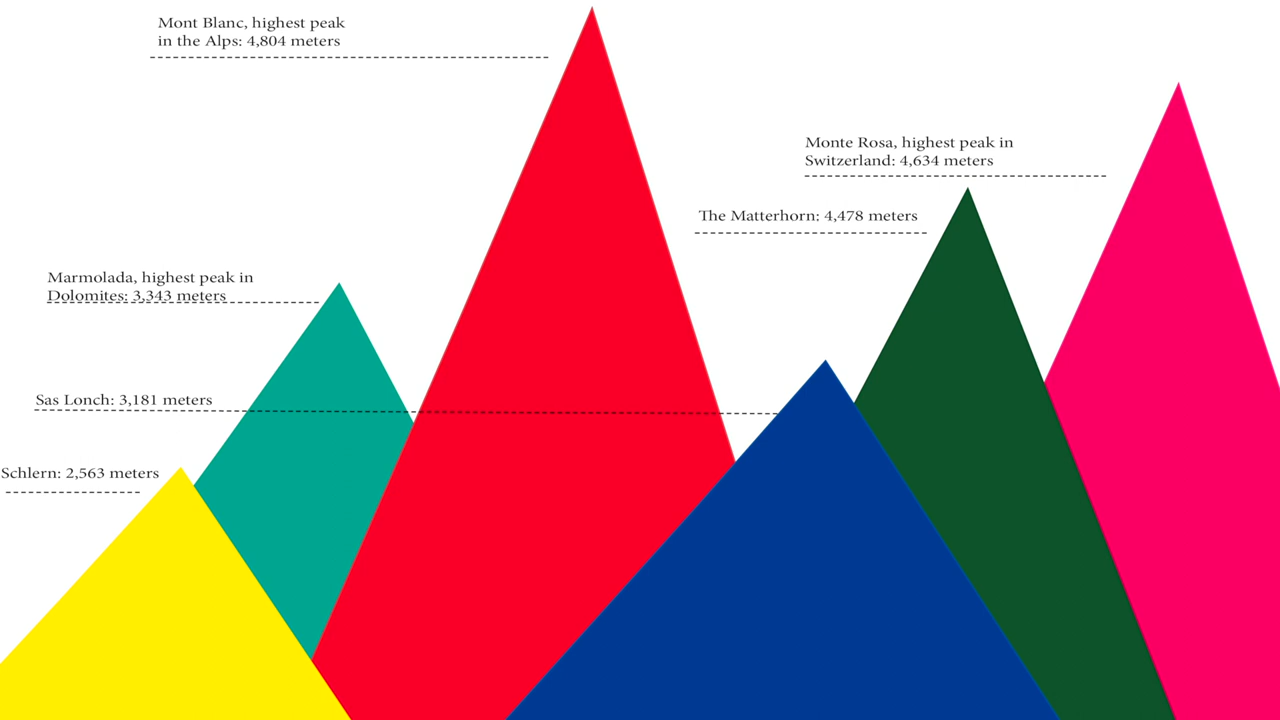 Mont Blanc, highest peak
in the Alps: 4,804 meters
Monte Rosa, highest peak in
Switzerland: 4,634 meters
The Matterhorn: 4,478 meters
Marmolada, highest peak in
Dolomites: 3,343 meters
Sas Lonch: 3,181 meters
Schlern: 2,563 meters